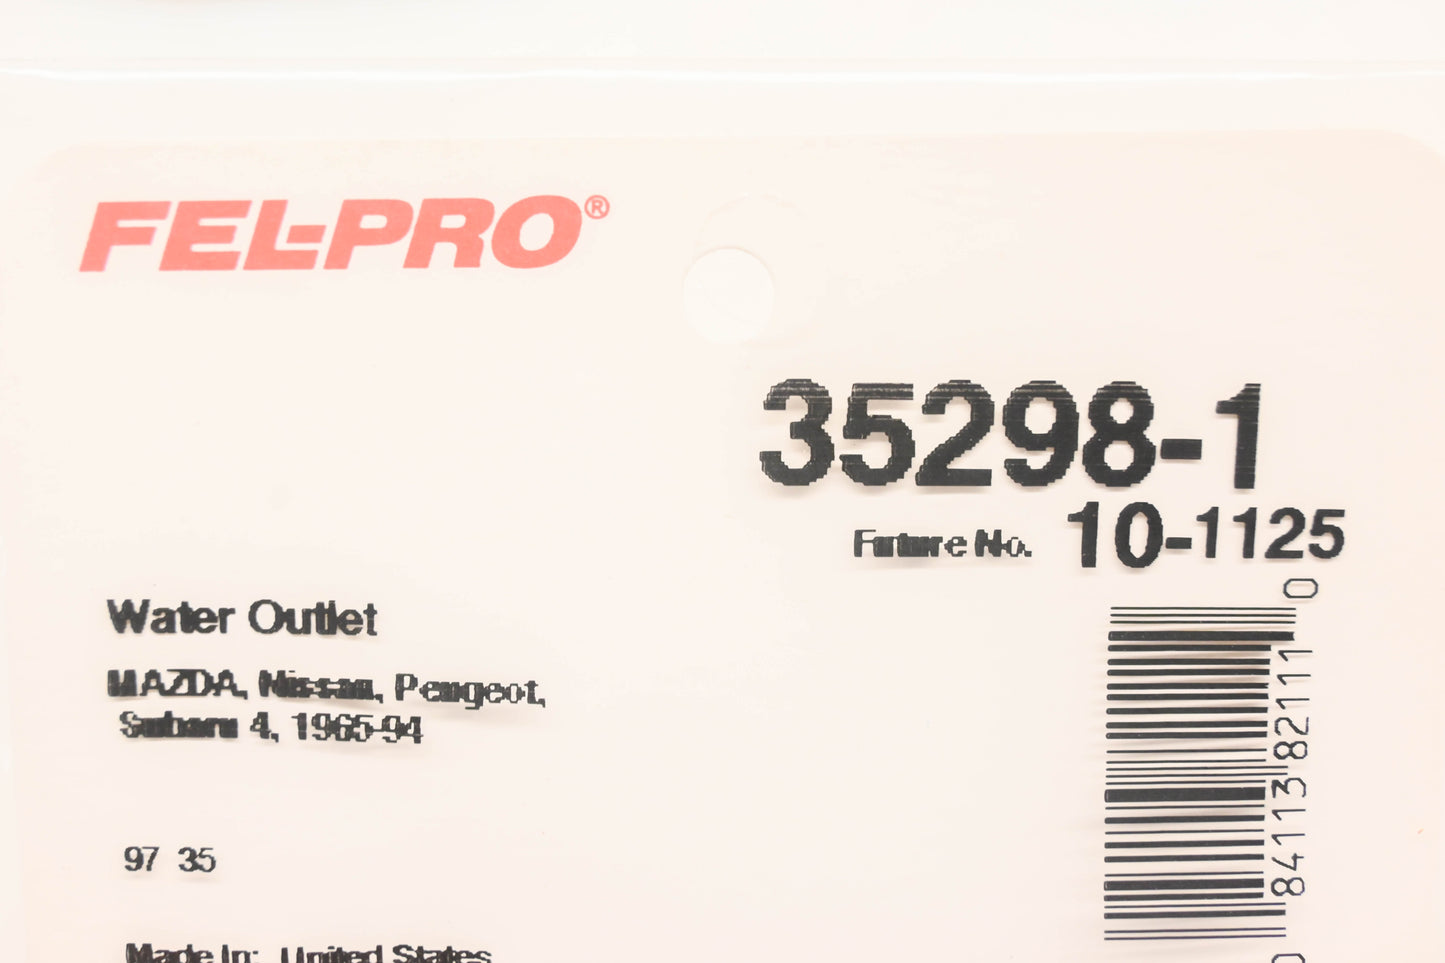 FEL-PRO®
35298-1
Future No. 10-1125
Water Outlet
MAZDA, Nissan, Peugeot,
Subaru 4, 1965-94
97 35
Made In: United States
0 84113 82111 0